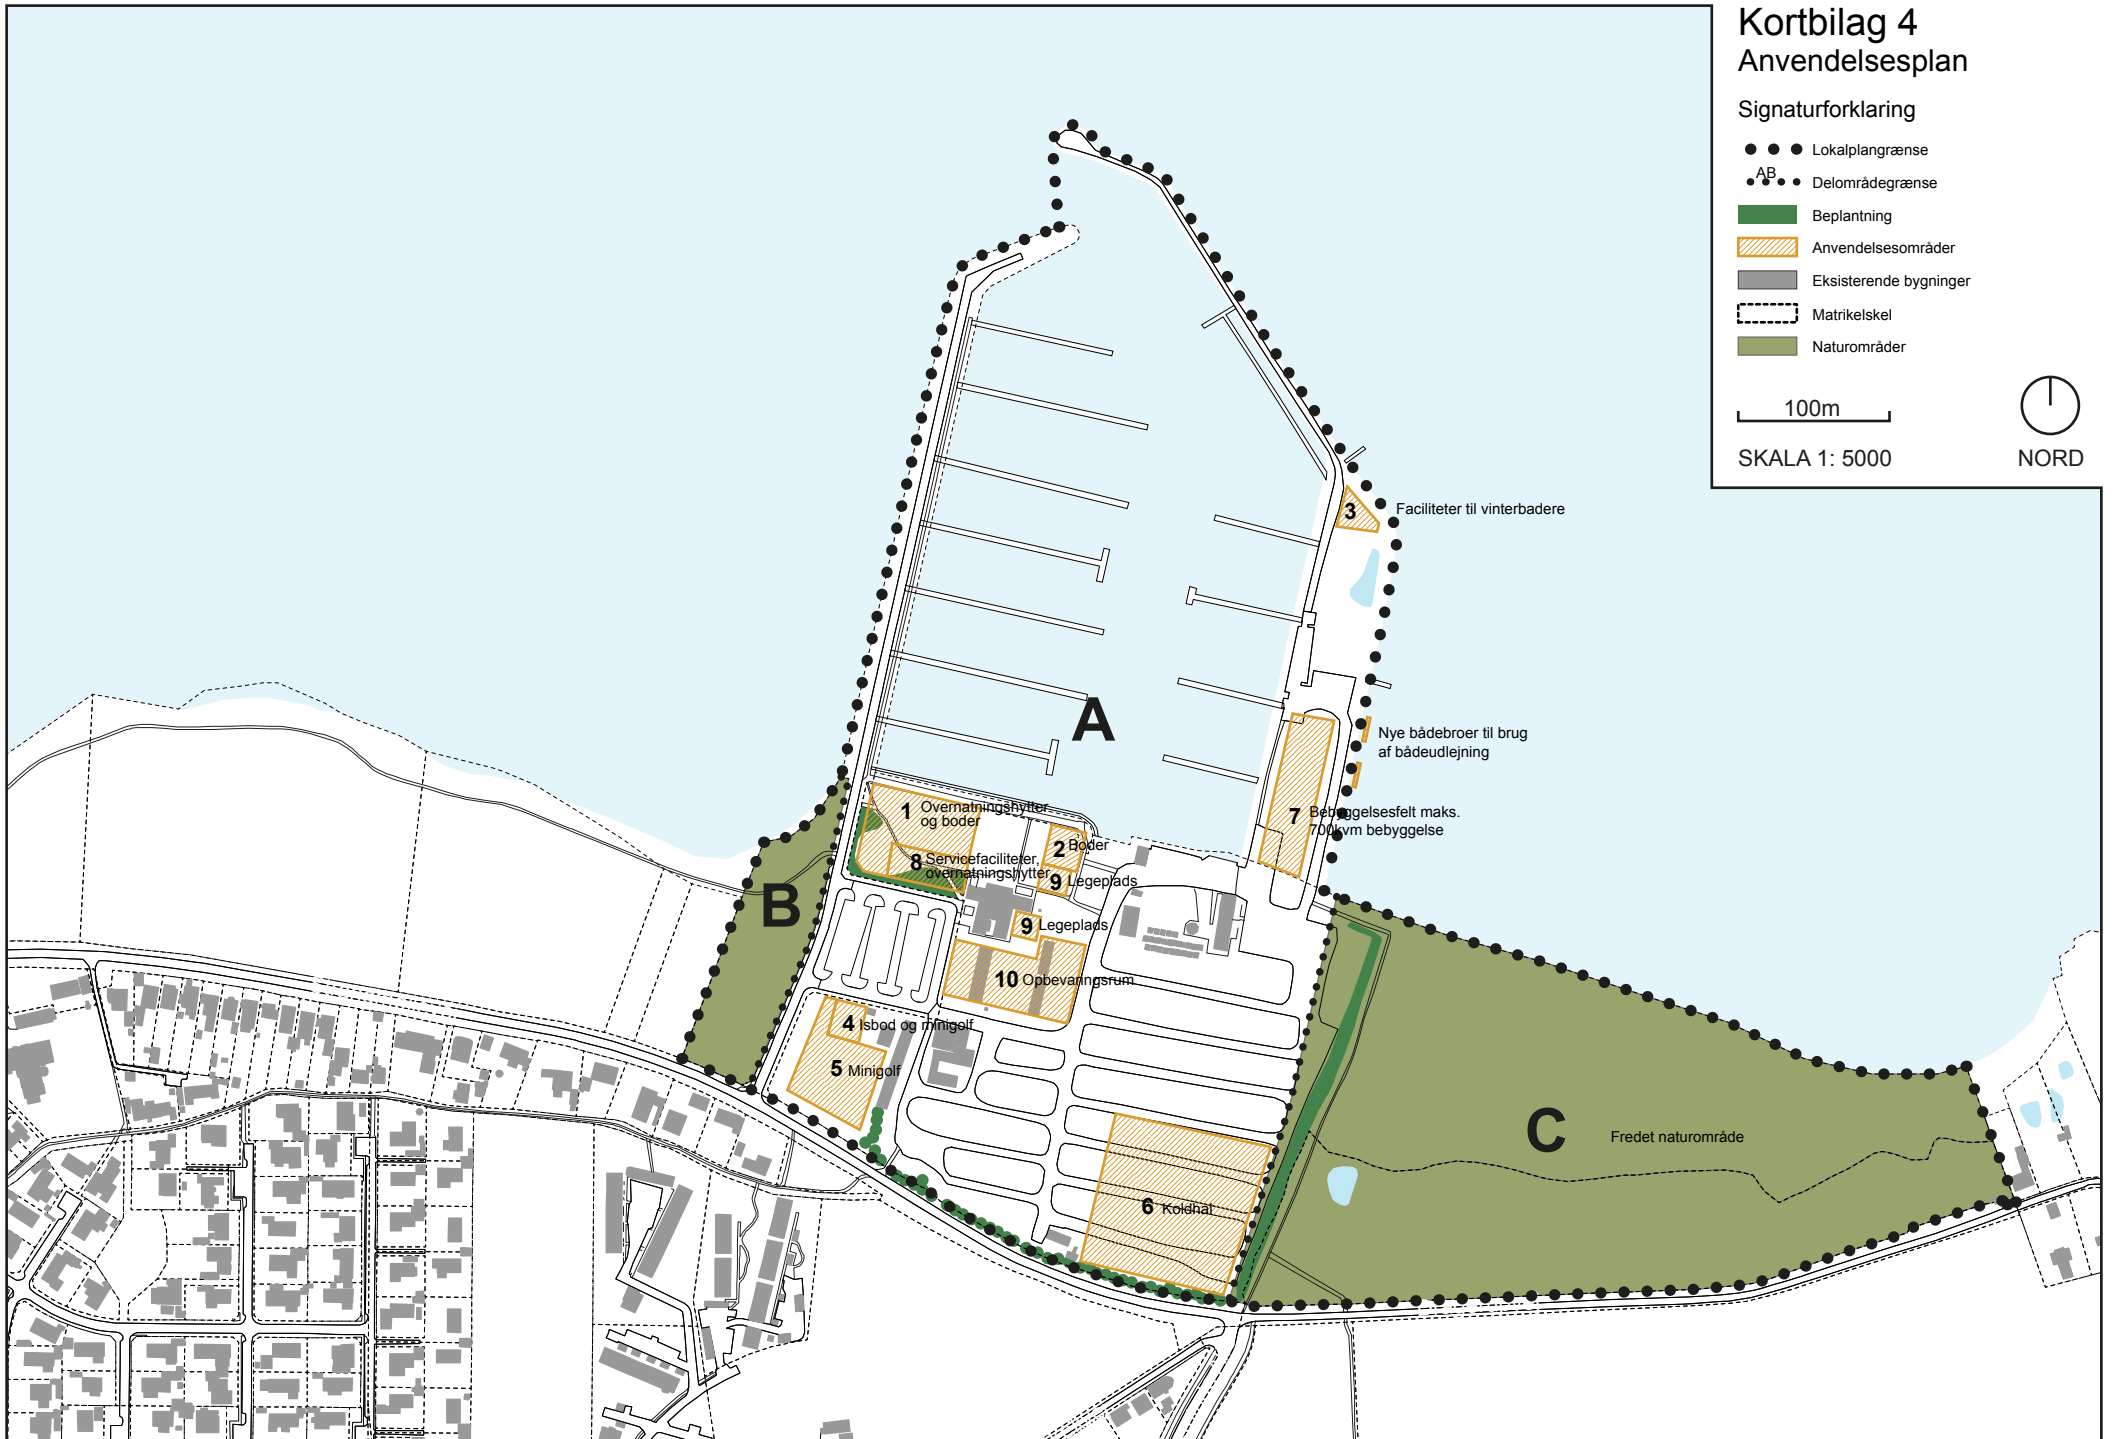 Kortbilag 4
Anvendelsesplan
Signaturforklaring
Lokalplangrænse
AB
Delområdegrænse
Beplantning
Anvendelsesområder
Eksisterende bygninger
Matrikelskel
Naturområder
100m
SKALA 1: 5000
NORD
3
Faciliteter til vinterbadere
A
Nye bådebroer til brug
af bådeudlejning
1
Overnatningshytter
og boder
7
Bebyggelsesfelt maks.
700kvm bebyggelse
2
Boder
8
Servicefaciliteter,
overnatningshytter
9
Legeplads
B
9
Legeplads
10
Opbevaringsrum
4
Isbod og minigolf
5
Minigolf
C
Fredet naturområde
6
Koldhal